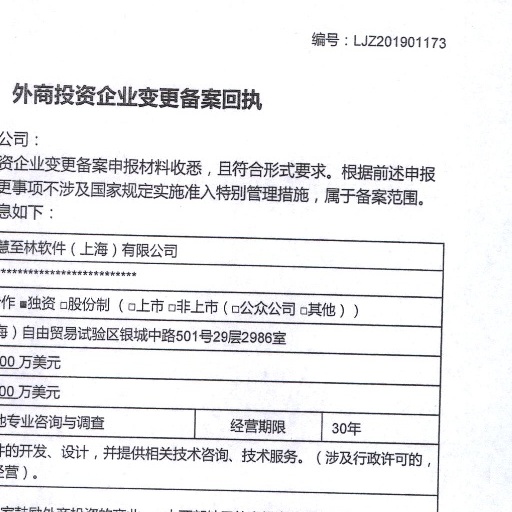 编号：LJZ201901173
外商投资企业变更备案回执
公司：
资企业变更备案申报材料收悉，且符合形式要求。根据前述申报
更事项不涉及国家规定实施准入特别管理措施，属于备案范围。
息如下：
慧至林软件（上海）有限公司
*************************
作 ■独资 □股份制（□上市 □非上市（□公众公司 □其他））
海）自由贸易试验区银城中路501号29层2986室
00 万美元
00 万美元
他专业咨询与调查 经营期限 30年
件的开发、设计，并提供相关技术咨询、技术服务。（涉及行政许可的，
经营）。